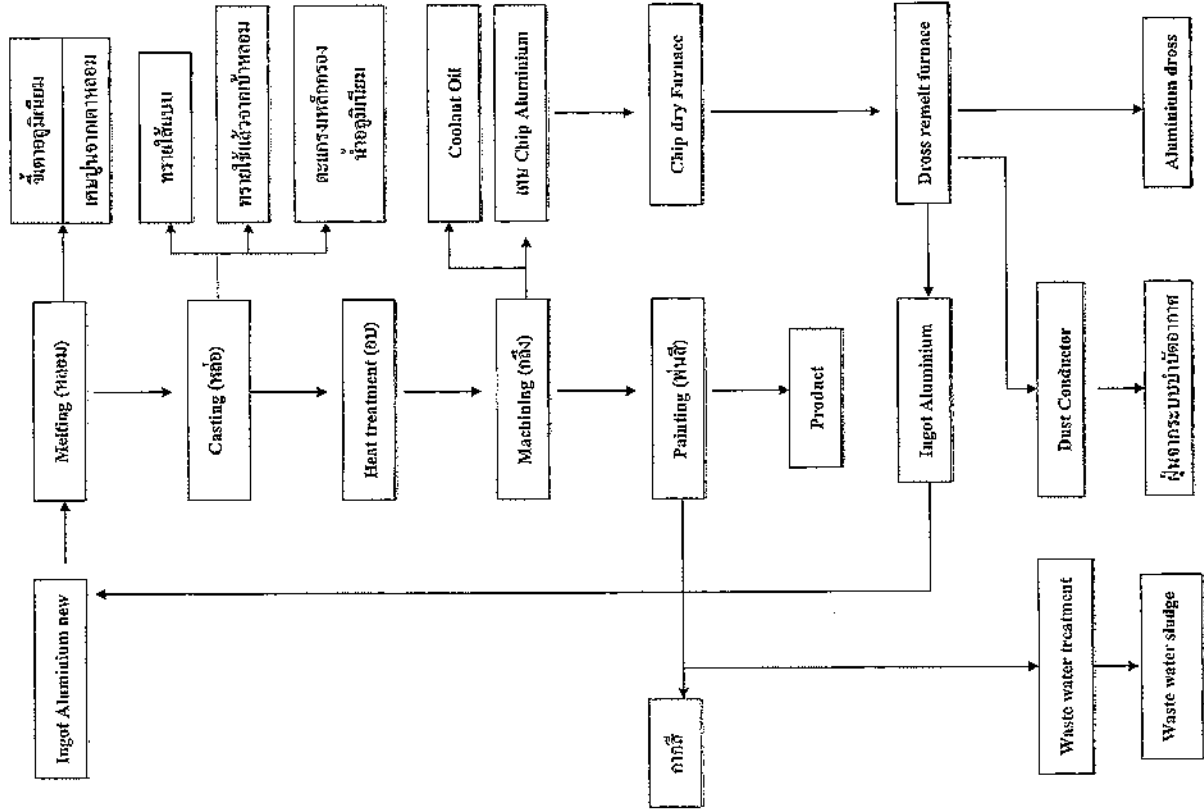 Ingot Aluminium new
Melting (หลอม)
ขี้เตาอลูมิเนียม
เศษปูนจากเตาหลอม
Casting (หล่อ)
ทรายไส้แบบ
ทรายใช้แล้วจากเบ้าหลอม
ตะแกรงเหล็กกรอง
น้ำอลูมิเนียม
Heat treatment (อบ)
Machining (กลึง)
Coolant Oil
เศษ Chip Aluminium
Painting (พ่นสี)
Chip dry Furnace
กากสี
Product
Ingot Aluminium
Dross remelt furnace
Waste water treatment
Dust Conductor
Waste water sludge
ฝุ่นจากระบบบำบัดอากาศ
Aluminium dross